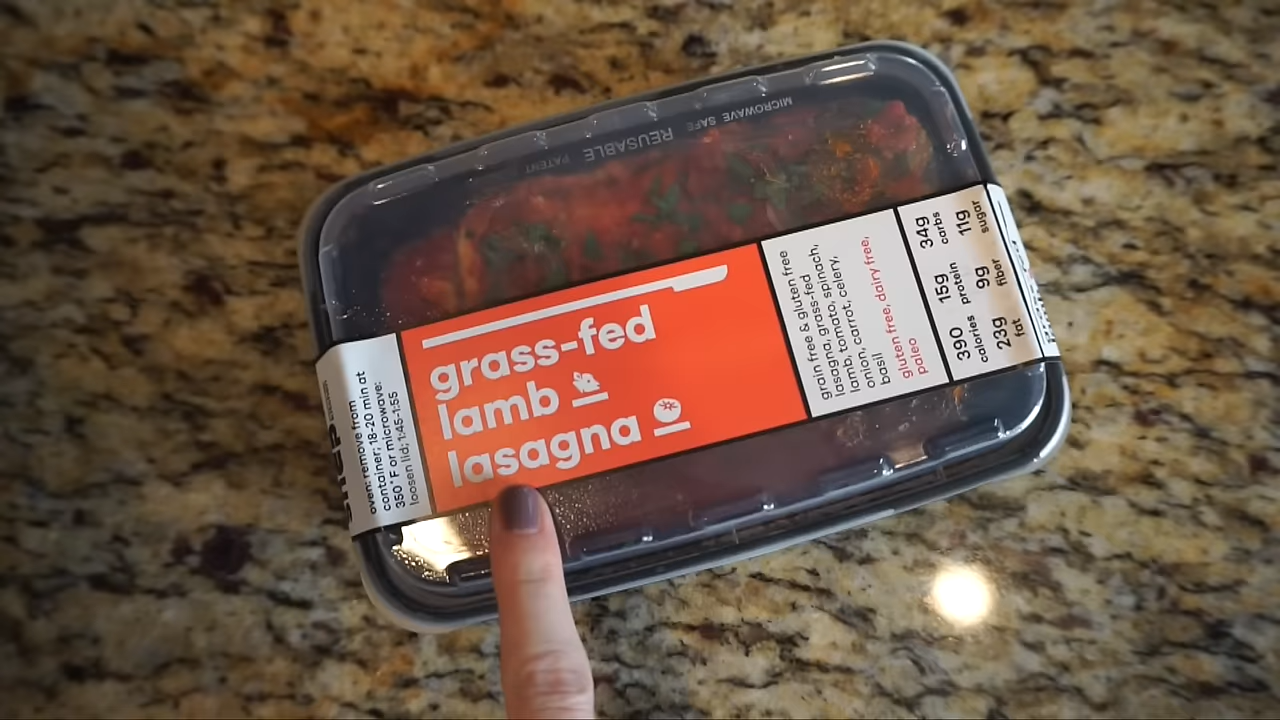 MICROWAVE SAFE
REUSABLE
PATENT
grass-fed
lamb
lasagna
oven: remove from
container; 18-20 min at
350°F or microwave:
loosen lid; 1:45-1:55
grain free & gluten free
lasagna, grass-fed
lamb, tomato, spinach,
onion, carrot, celery,
basil
gluten free, dairy free,
paleo
390 calories
15g protein
34g carbs
23g fat
9g fiber
11g sugar